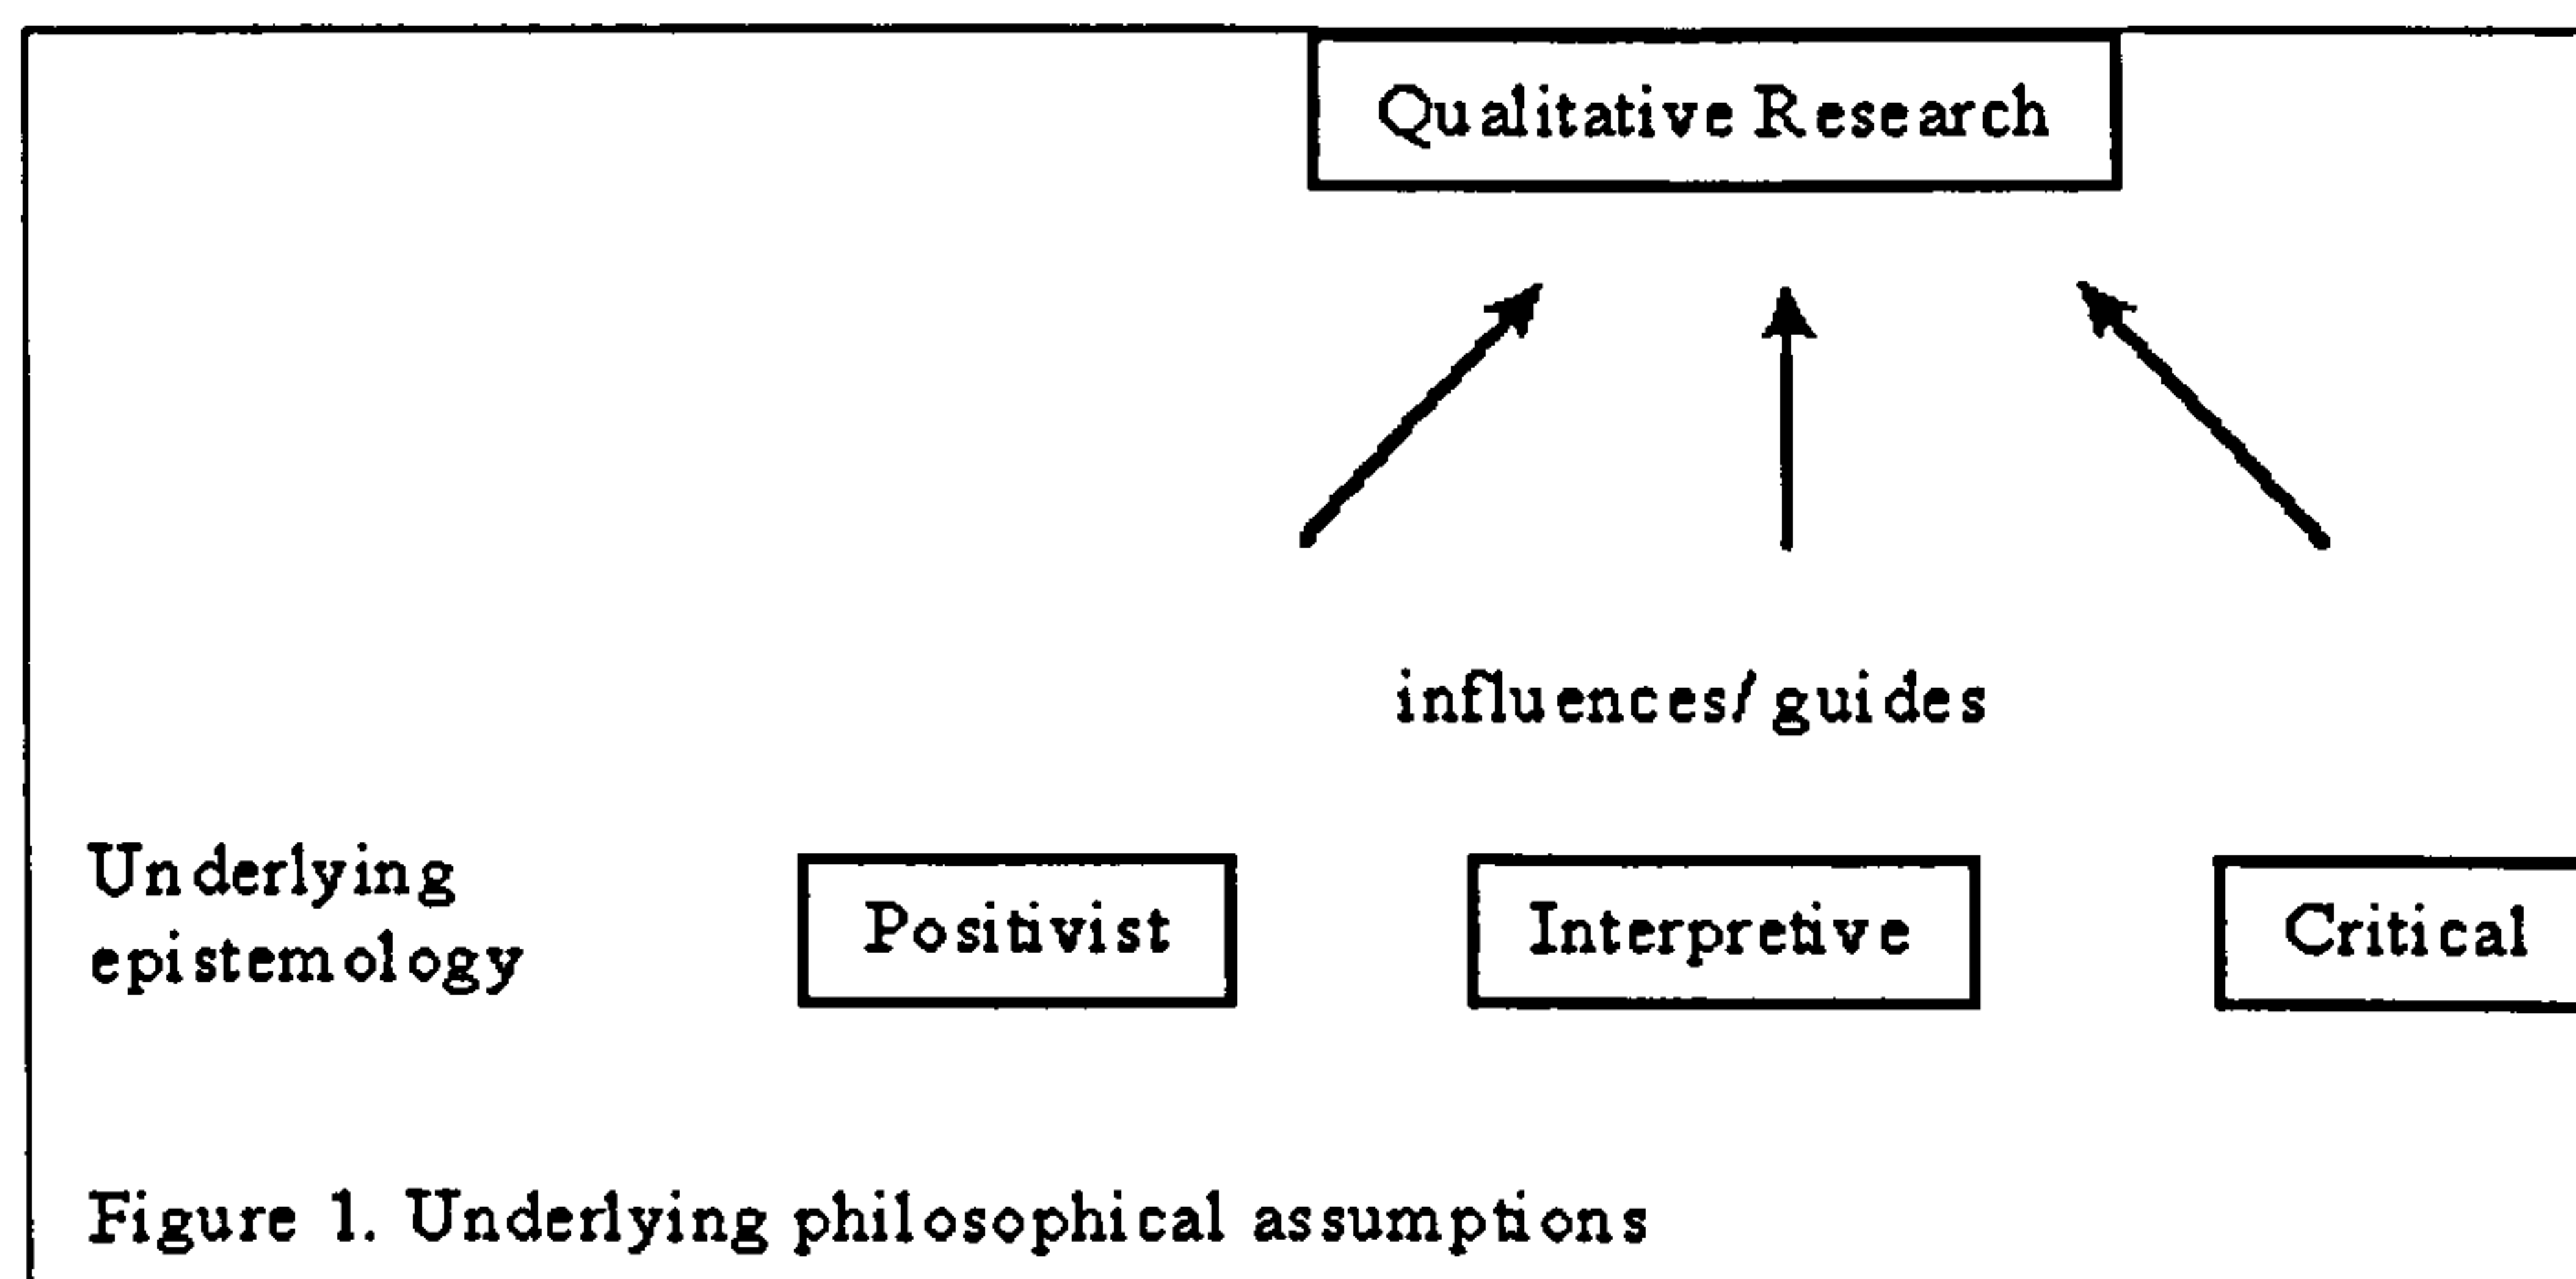 Qualitative Research
influences/ guides
Underlying
epistemology
Positivist
Interpretive
Critical
Figure 1. Underlying philosophical assumptions